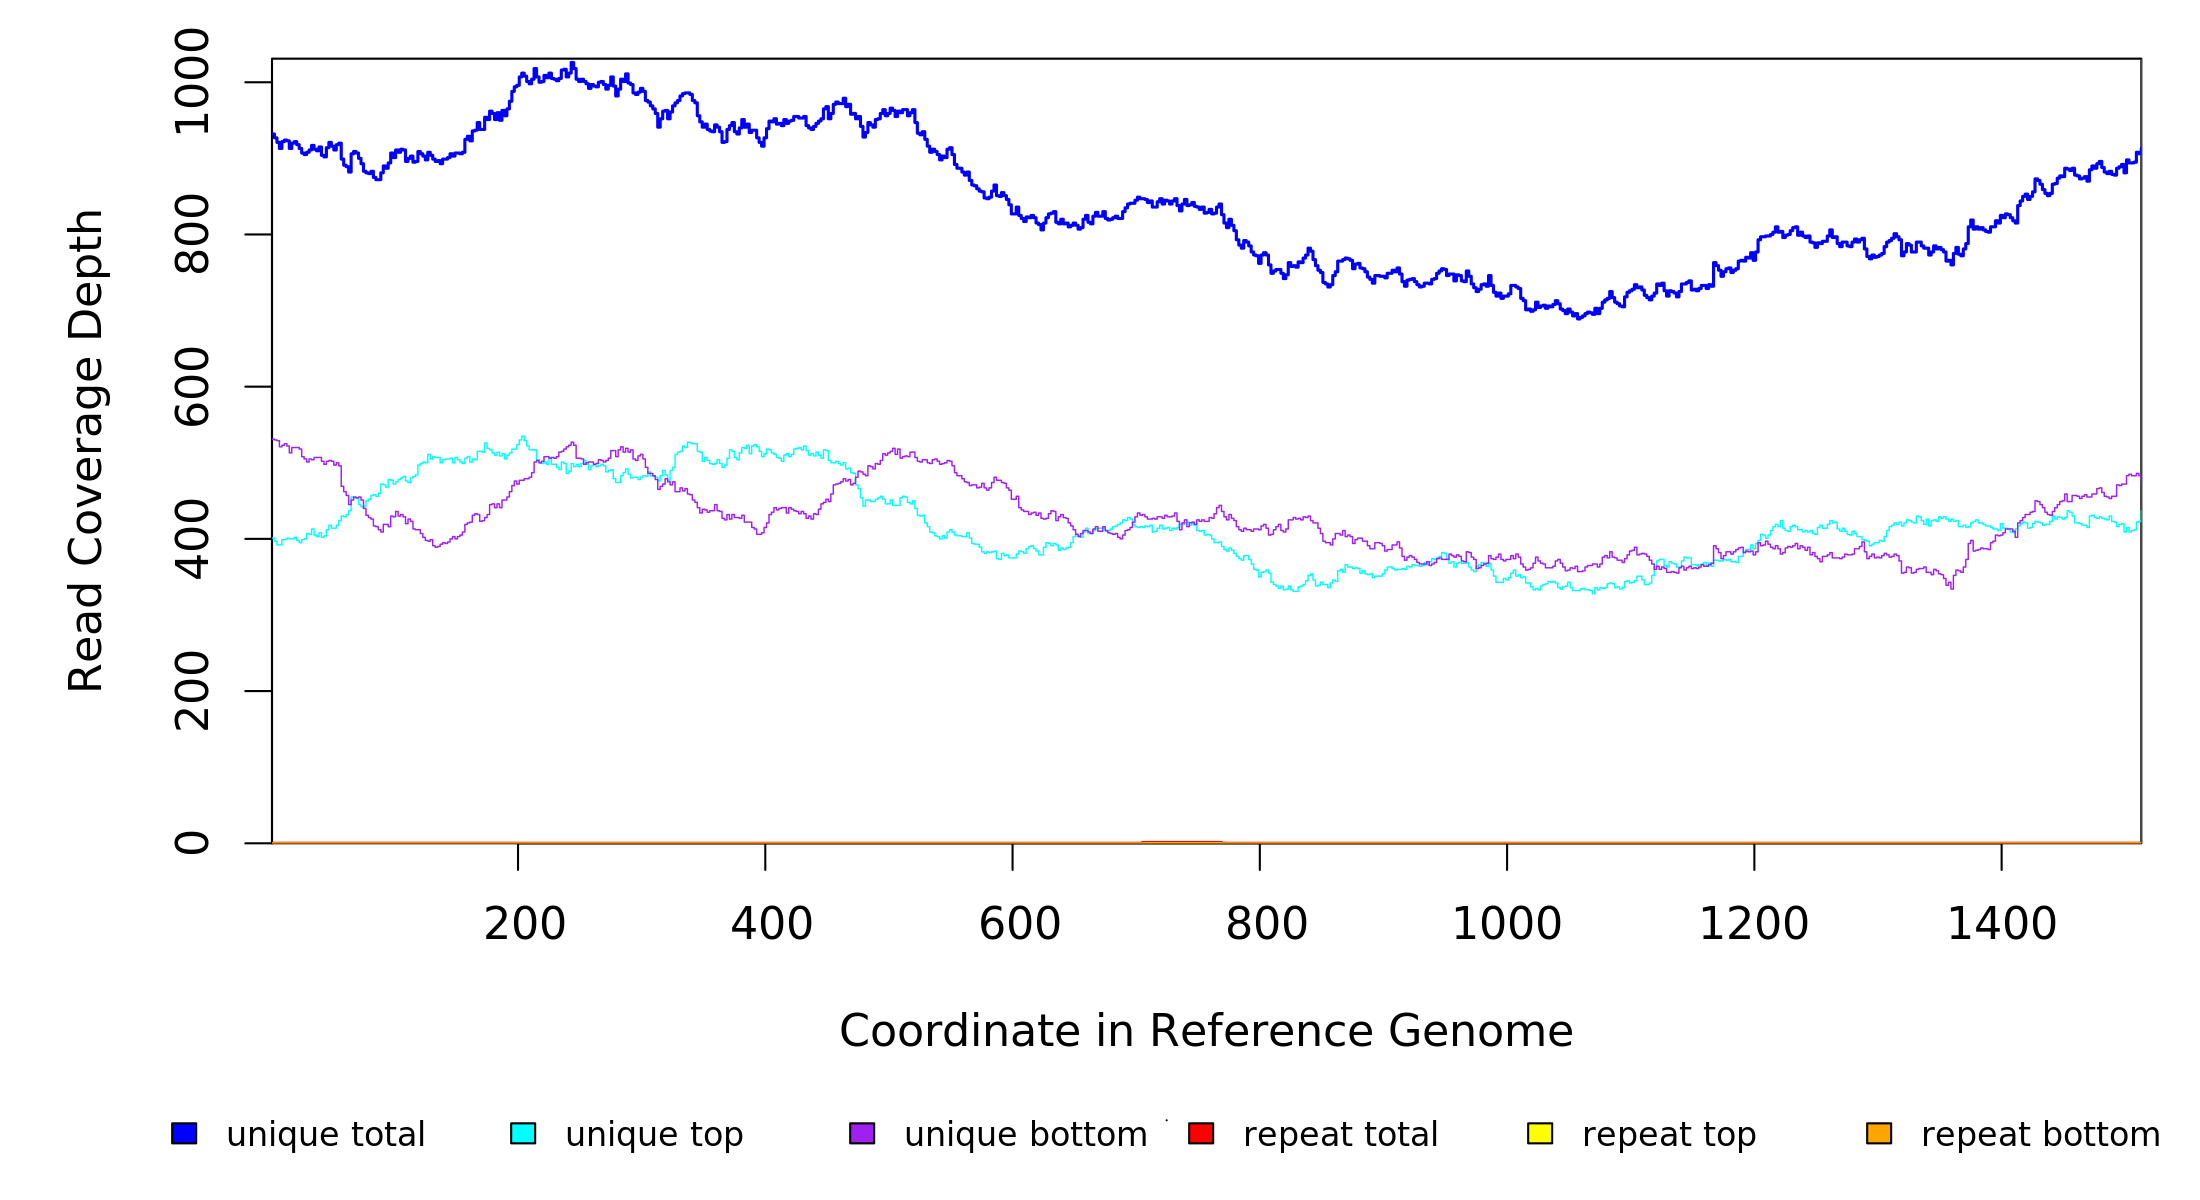 Read Coverage Depth
1000
800
600
400
200
0
200 400 600 800 1000 1200 1400
Coordinate in Reference Genome
unique total unique top unique bottom repeat total repeat top repeat bottom